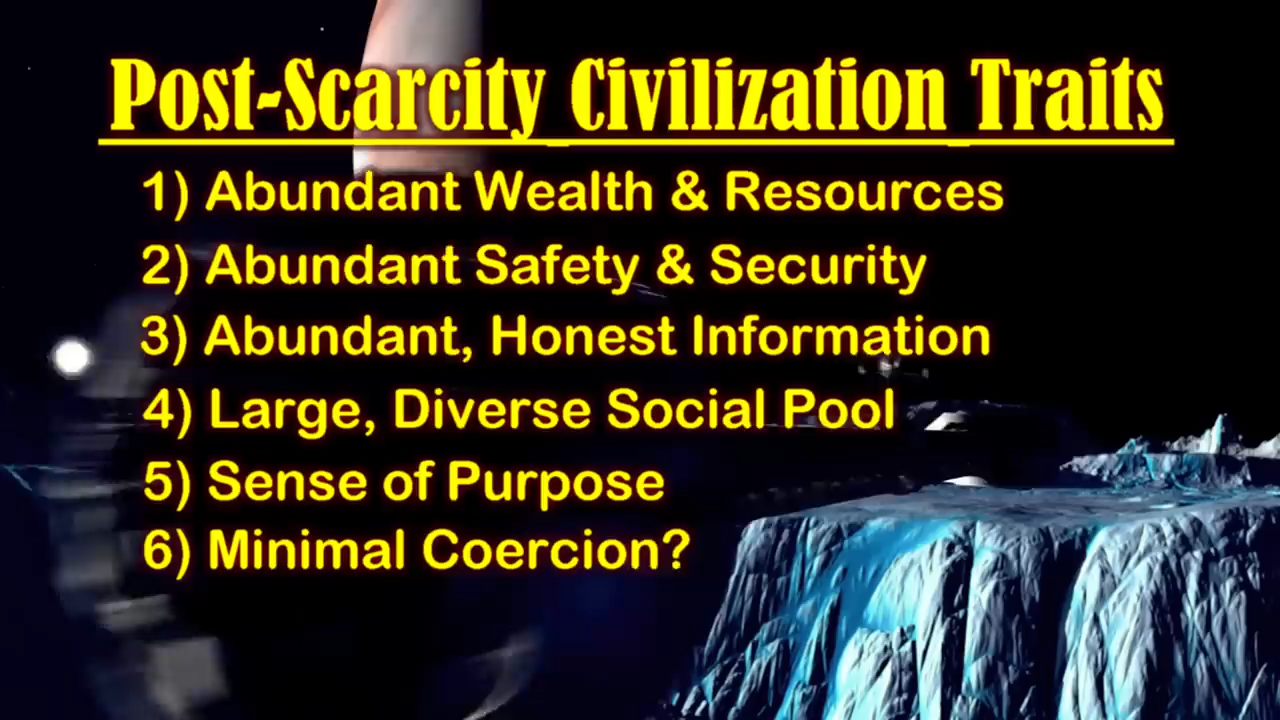 Post-Scarcity Civilization Traits
1) Abundant Wealth & Resources
2) Abundant Safety & Security
3) Abundant, Honest Information
4) Large, Diverse Social Pool
5) Sense of Purpose
6) Minimal Coercion?